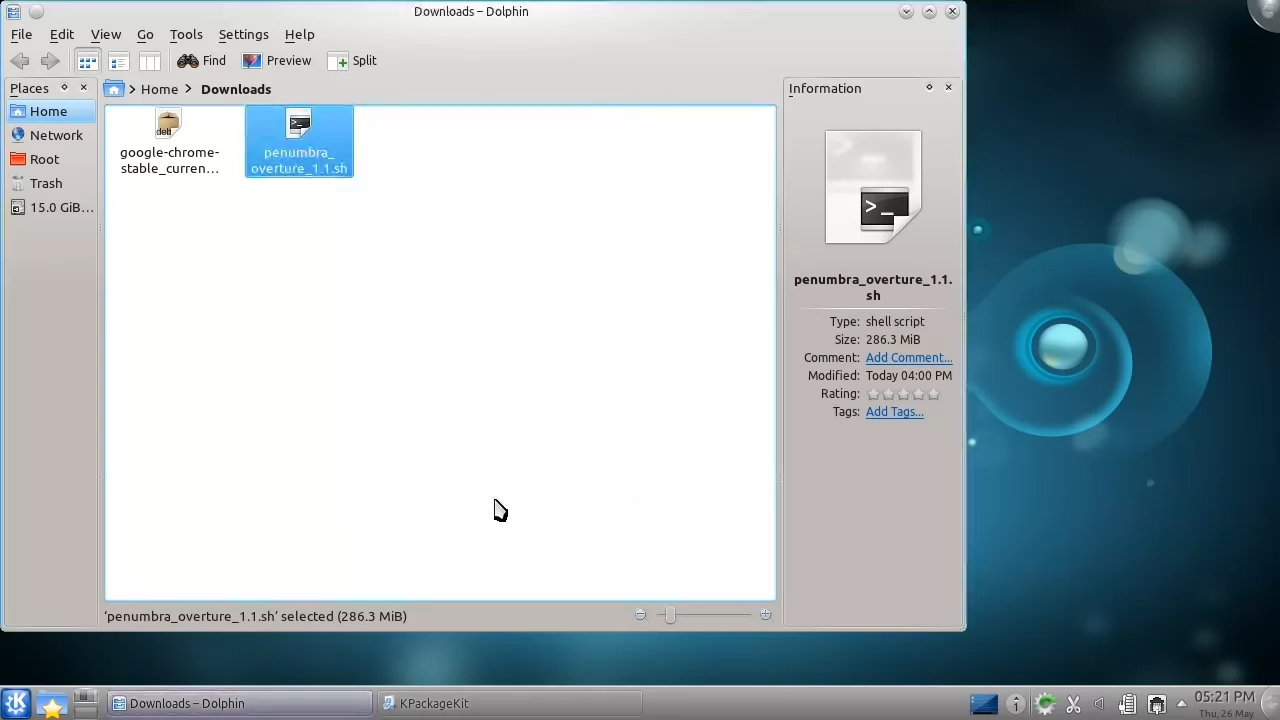 Downloads – Dolphin
File Edit View Go Tools Settings Help
Find Preview Split
Places
Home
Network
Root
Trash
15.0 GiB...
> Home > Downloads
google-chrome-
stable_curren...
deb
penumbra_
overture_1.1.sh
>_
Information
>_
penumbra_overture_1.1.
sh
Type: shell script
Size: 286.3 MiB
Comment: Add Comment...
Modified: Today 04:00 PM
Rating:
Tags: Add Tags...
‘penumbra_overture_1.1.sh’ selected (286.3 MiB)
Downloads – Dolphin
KPackageKit
05:21 PM
Thu, 26 May